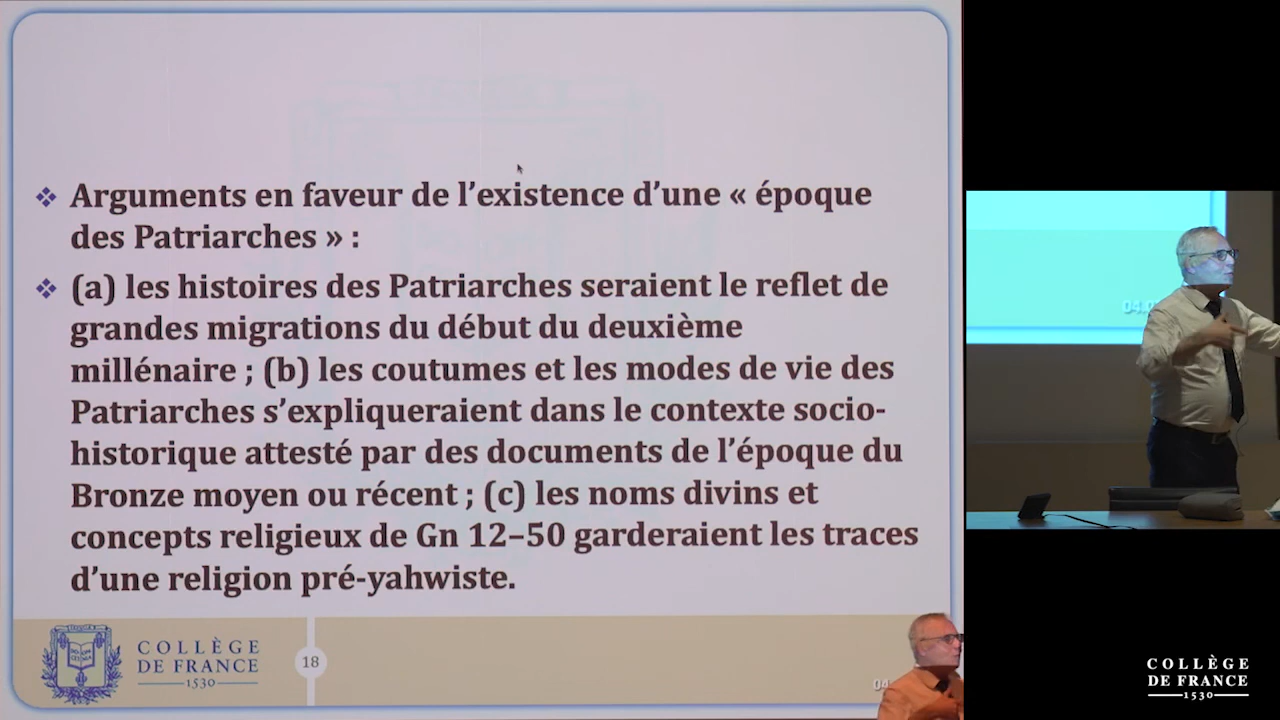 Arguments en faveur de l’existence d’une « époque
des Patriarches » :
(a) les histoires des Patriarches seraient le reflet de
grandes migrations du début du deuxième
millénaire ; (b) les coutumes et les modes de vie des
Patriarches s’expliqueraient dans le contexte socio-
historique attesté par des documents de l’époque du
Bronze moyen ou récent ; (c) les noms divins et
concepts religieux de Gn 12–50 garderaient les traces
d’une religion pré-yahwiste.
COLLÈGE
DE FRANCE
1530
18
04.
04.0
COLLÈGE
DE FRANCE
1530